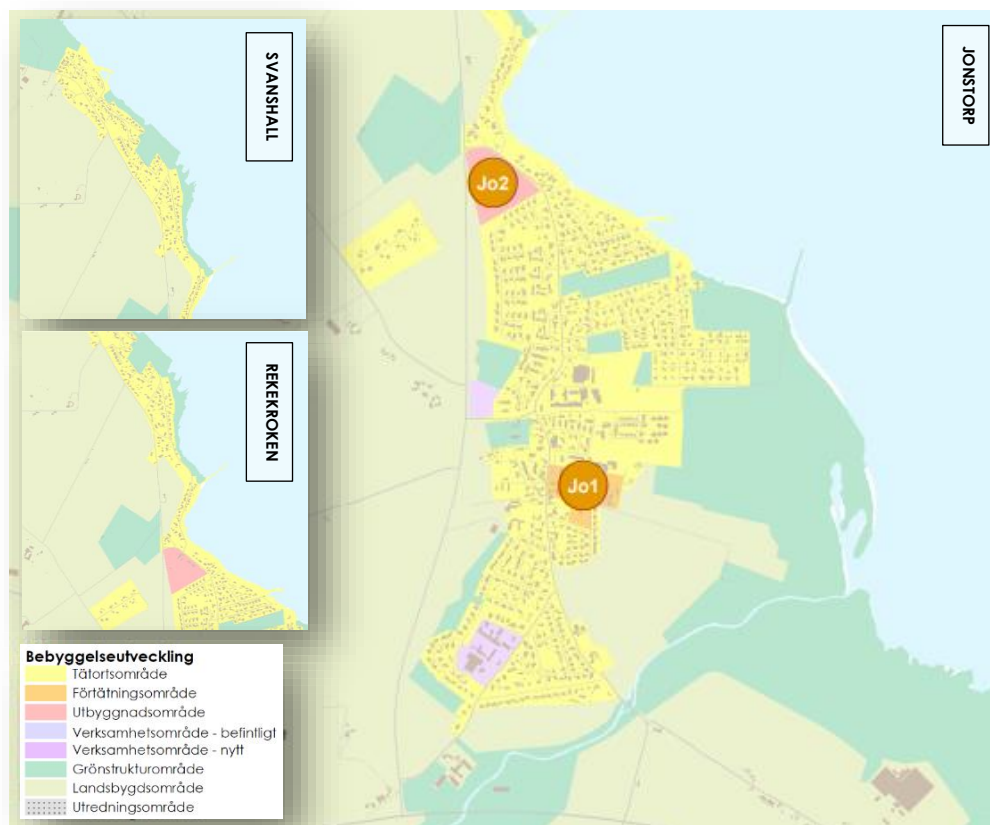 SVANSHALL
JONSTORP
Jo2
REKEKROKEN
Jo1
Bebyggelseutveckling
Tätortsområde
Förtätningsområde
Utbyggnadsområde
Verksamhetsområde - befintligt
Verksamhetsområde - nytt
Grönstrukturområde
Landsbygdsområde
Utredningsområde